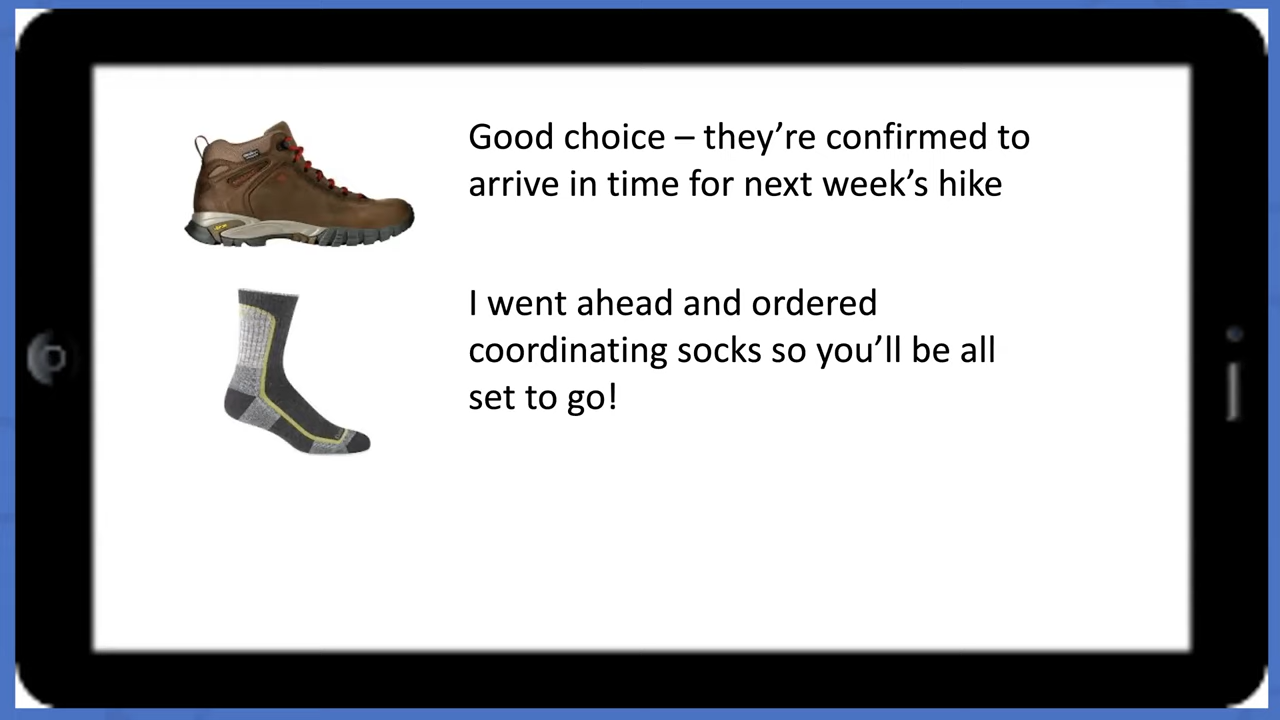 Good choice – they’re confirmed to
arrive in time for next week’s hike
I went ahead and ordered
coordinating socks so you’ll be all
set to go!